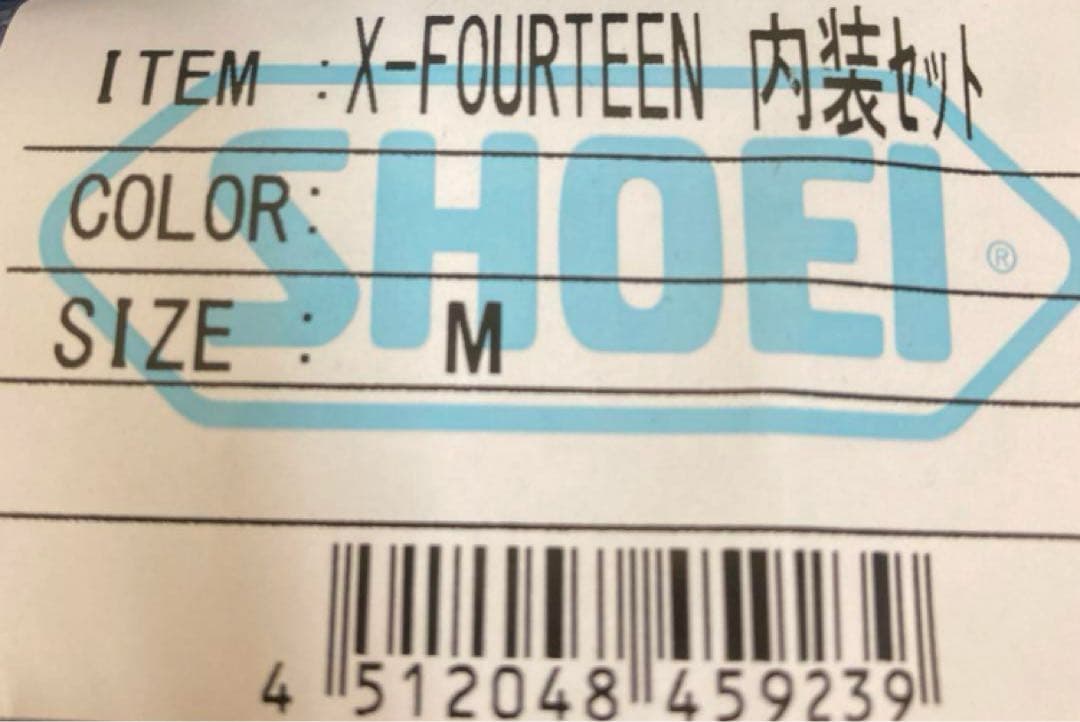 ITEM :X-FOURTEEN 内装ｾｯﾄ
SHOEI ®
COLOR:
SIZE : M
4 512048 459239